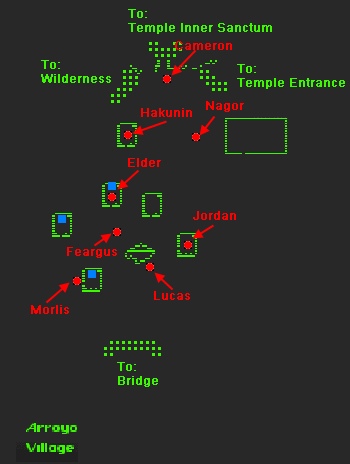 To:
Temple Inner Sanctum
Cameron
To:
Wilderness
To:
Temple Entrance
Nagor
Hakunin
Elder
Jordan
Feargus
Lucas
Morlis
To:
Bridge
Arroyo
Village